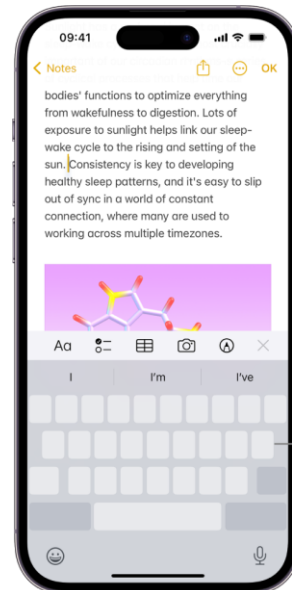 09:41
Notes OK
bodies' functions to optimize everything
from wakefulness to digestion. Lots of
exposure to sunlight helps link our sleep-
wake cycle to the rising and setting of the
sun. Consistency is key to developing
healthy sleep patterns, and it's easy to slip
out of sync in a world of constant
connection, where many are used to
working across multiple timezones.
Aa
I I'm I've